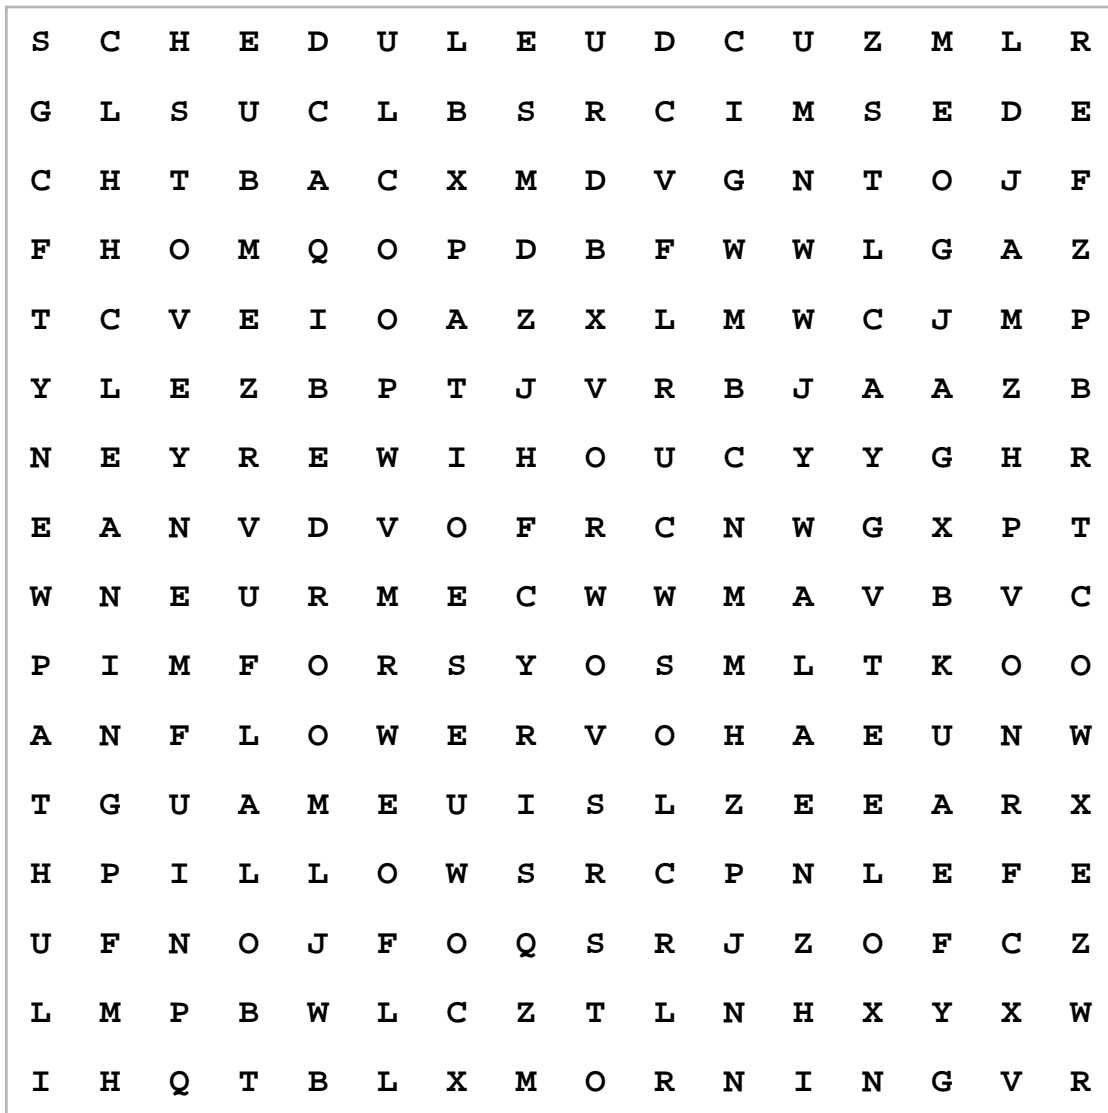 S C H E D U L E U D C U Z M L R
G L S U C L B S R C I M S E D E
C H T B A C X M D V G N T O J F
F H O M Q O P D B F W W L G A Z
T C V E I O A Z X L M W C J M P
Y L E Z B P T J V R B J A A Z B
N E Y R E W I H O U C Y Y G H R
E A N V D V O F R C N W G X P T
W N E U R M E C W W M A V B V C
P I M F O R S Y O S M L T K O O
A N F L O W E R V O H A E U N W
T G U A M E U I S L Z E E A R X
H P I L L O W S R C P N L E F E
U F N O J F O Q S R J Z O F C Z
L M P B W L C Z T L N H X Y X W
I H Q T B L X M O R N I N G V R